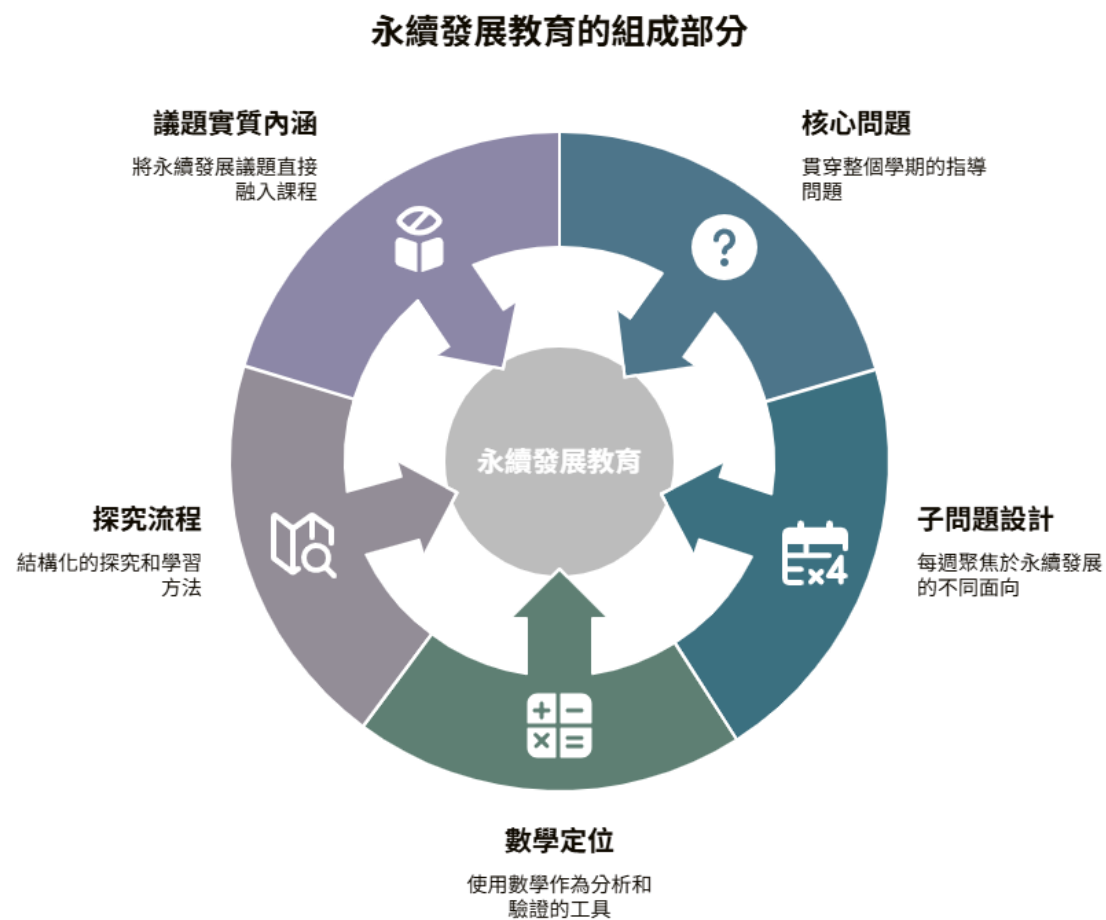 永續發展教育的組成部分
議題實質內涵
將永續發展議題直接
融入課程
核心問題
貫穿整個學期的指導
問題
永續發展教育
探究流程
結構化的探究和學習
方法
子問題設計
每週聚焦於永續發展
的不同面向
?
x4
+ −
× =
數學定位
使用數學作為分析和
驗證的工具